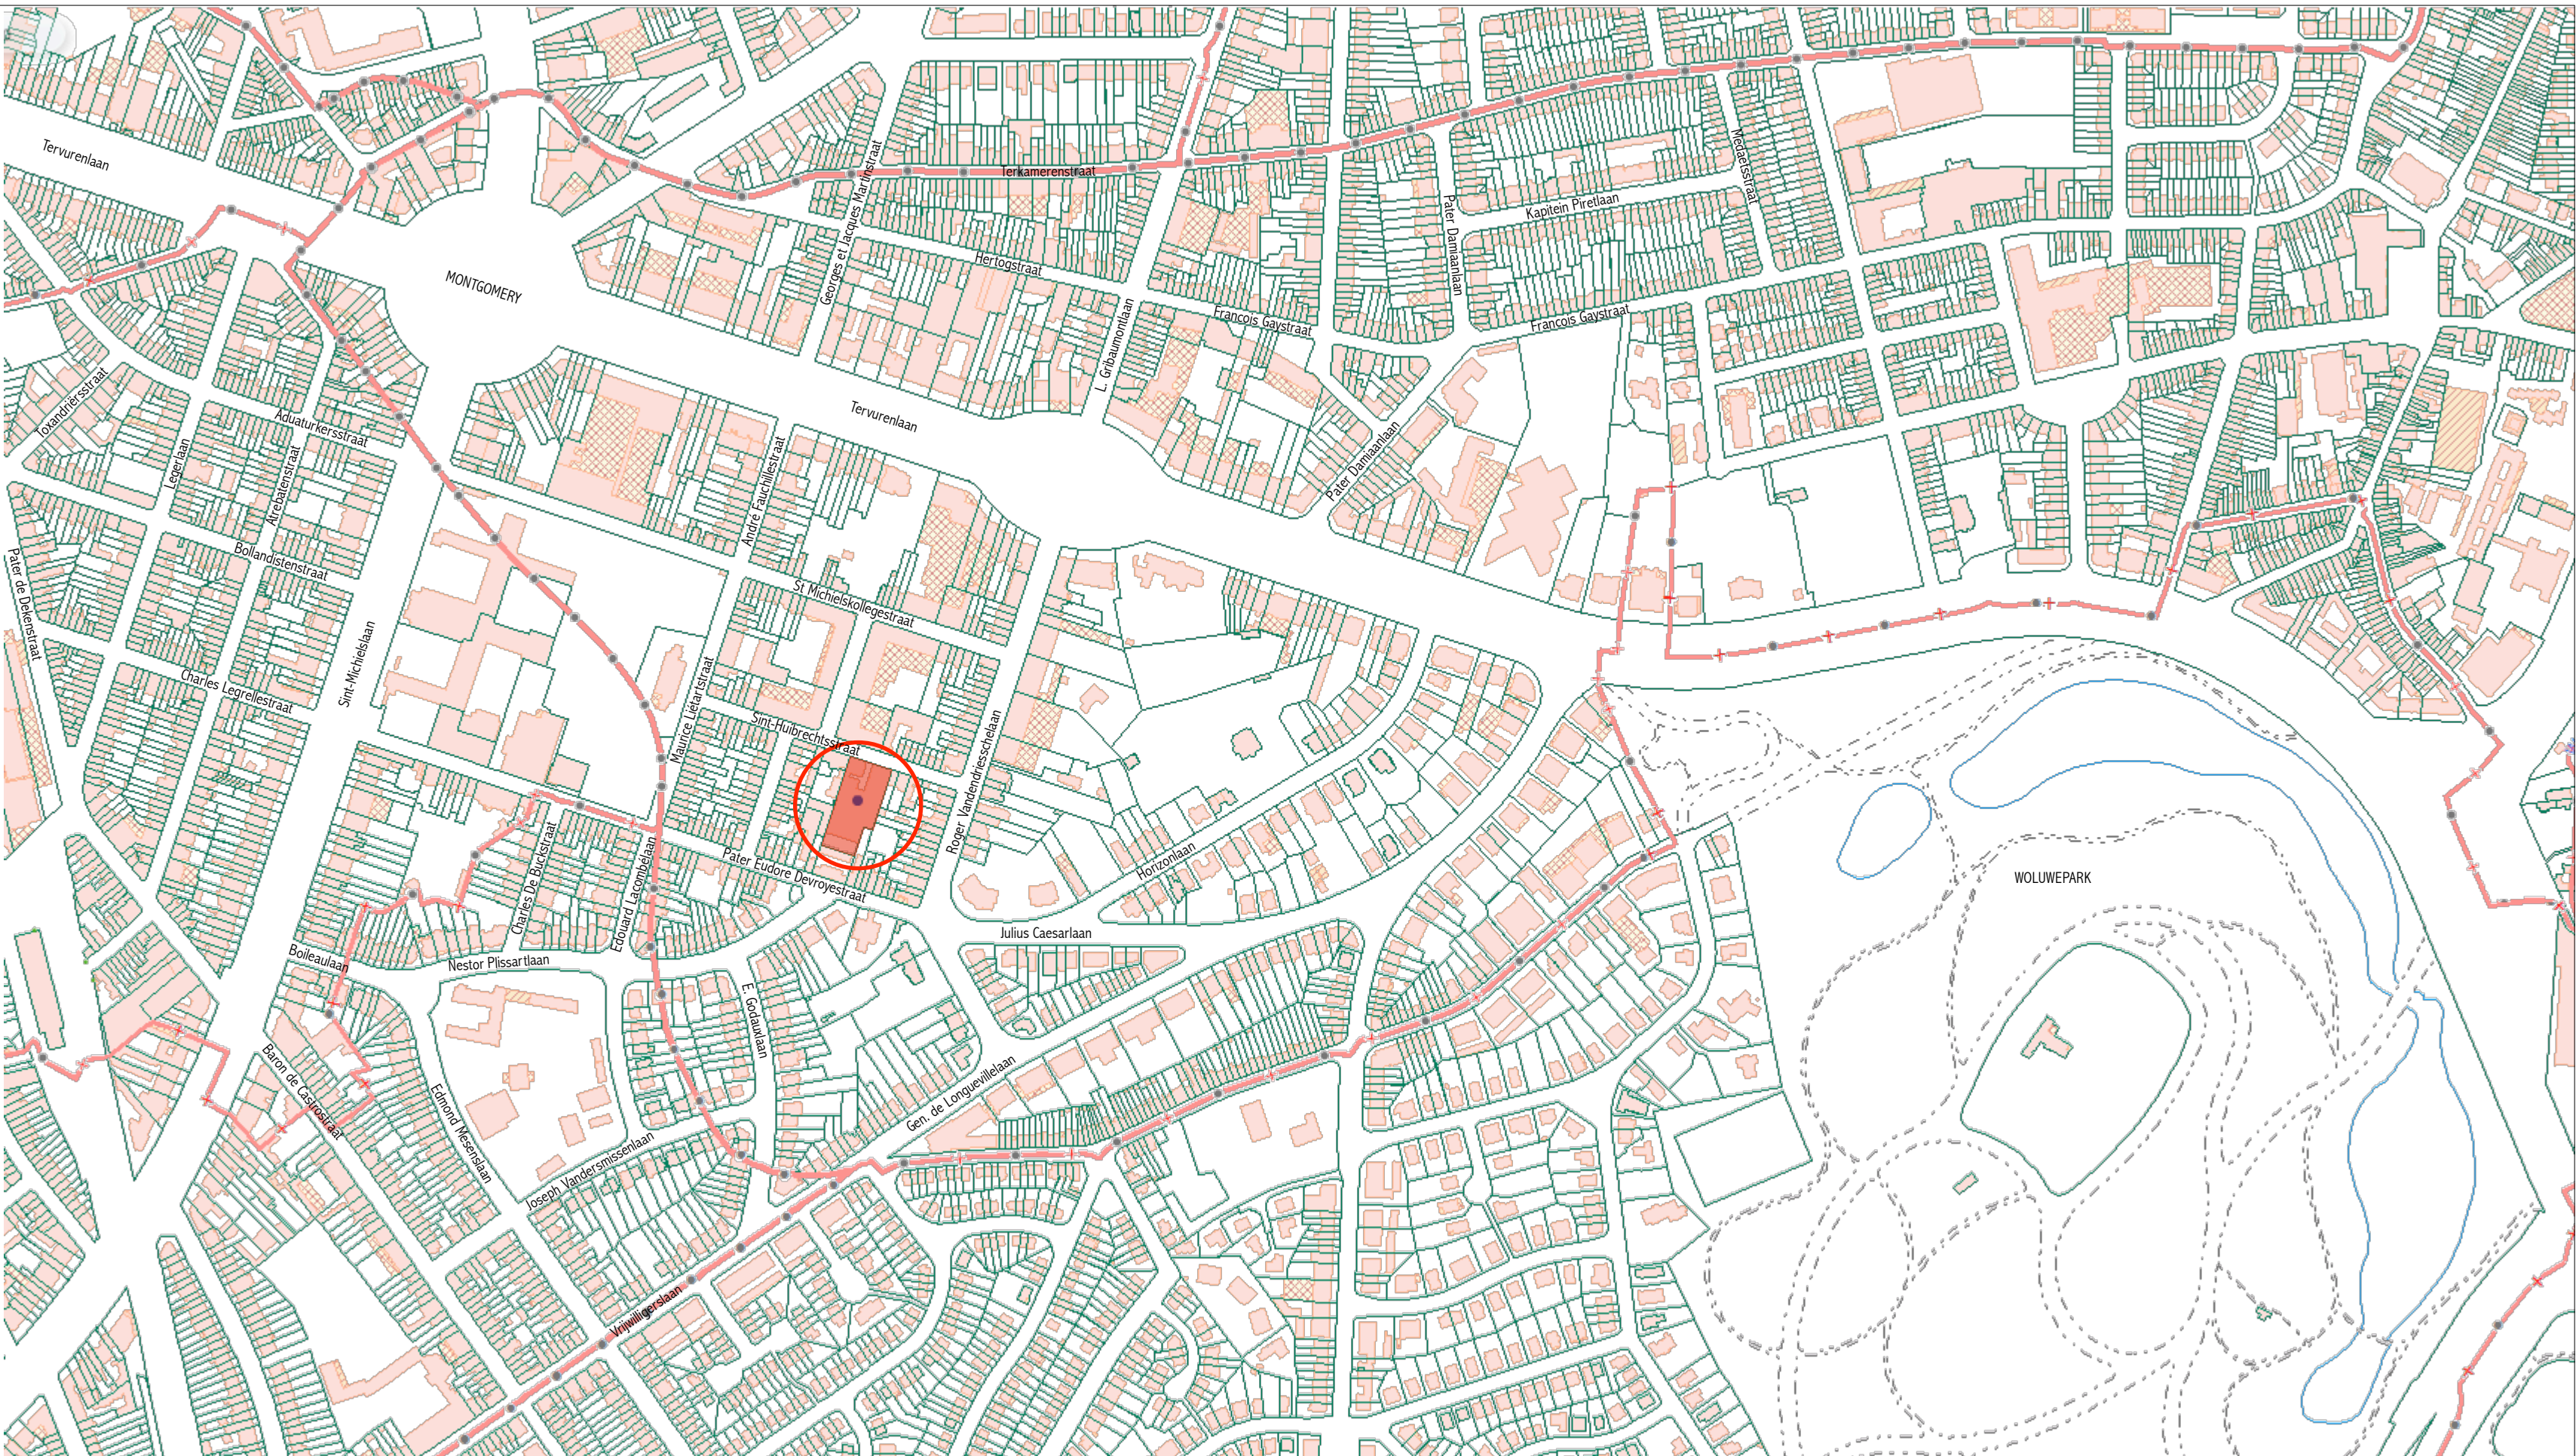 Tervurenlaan
Terkamerenstraat
Georges et Jacques Martinstraat
Medaetsstraat
Kapitein Piretlaan
Pater Damiaanlaan
Hertogstraat
MONTGOMERY
Francois Gaystraat
Francois Gaystraat
L. Gribaumontlaan
Toxandriërsstraat
Aduaturkersstraat
Tervurenlaan
Legerlaan
Atrebatenstraat
André Fauchillestraat
Pater Damiaanlaan
Bollandistenstraat
Pater de Dekenstraat
St Michielskollegestraat
Sint-Michielslaan
Charles Legrellestraat
Maurice Liétartstraat
Sint-Huibrechtsstraat
Roger Vandendriesschelaan
Horizonlaan
Pater Eudore Devroyestraat
Charles De Buckstraat
Edouard Lacombélaan
WOLUWEPARK
Julius Caesarlaan
Boileaulaan
Nestor Plissartlaan
E. Godauxlaan
Baron de Castrostraat
Edmond Mesenslaan
Gen. de Longuevillelaan
Joseph Vandersmissenlaan
Vrijwilligerslaan